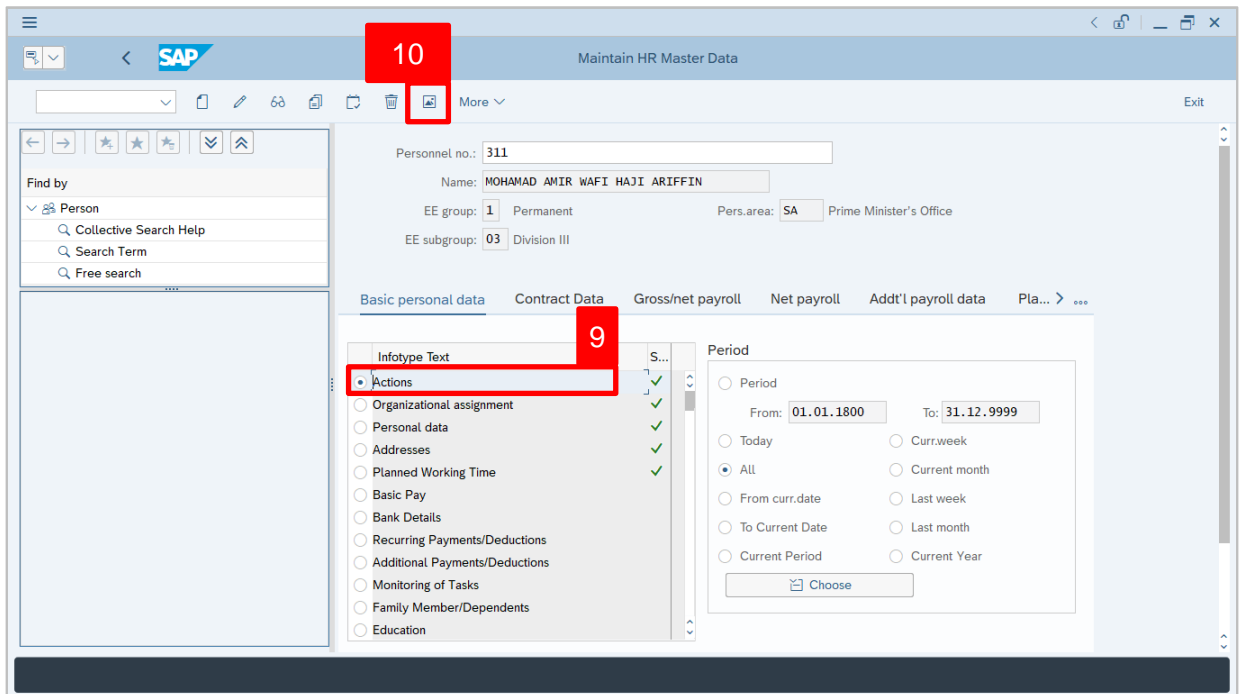 SAP
10
Maintain HR Master Data
More
Exit
Find by
Person
Collective Search Help
Search Term
Free search
Personnel no.: 311
Name: MOHAMAD AMIR WAFI HAJI ARIFFIN
EE group: 1 Permanent Pers.area: SA Prime Minister's Office
EE subgroup: 03 Division III
Basic personal data Contract Data Gross/net payroll Net payroll Addt'l payroll data Pla...
9
Infotype Text S...
Actions
Organizational assignment
Personal data
Addresses
Planned Working Time
Basic Pay
Bank Details
Recurring Payments/Deductions
Additional Payments/Deductions
Monitoring of Tasks
Family Member/Dependents
Education
Period
Period
From: 01.01.1800 To: 31.12.9999
Today Curr.week
All Current month
From curr.date Last week
To Current Date Last month
Current Period Current Year
Choose